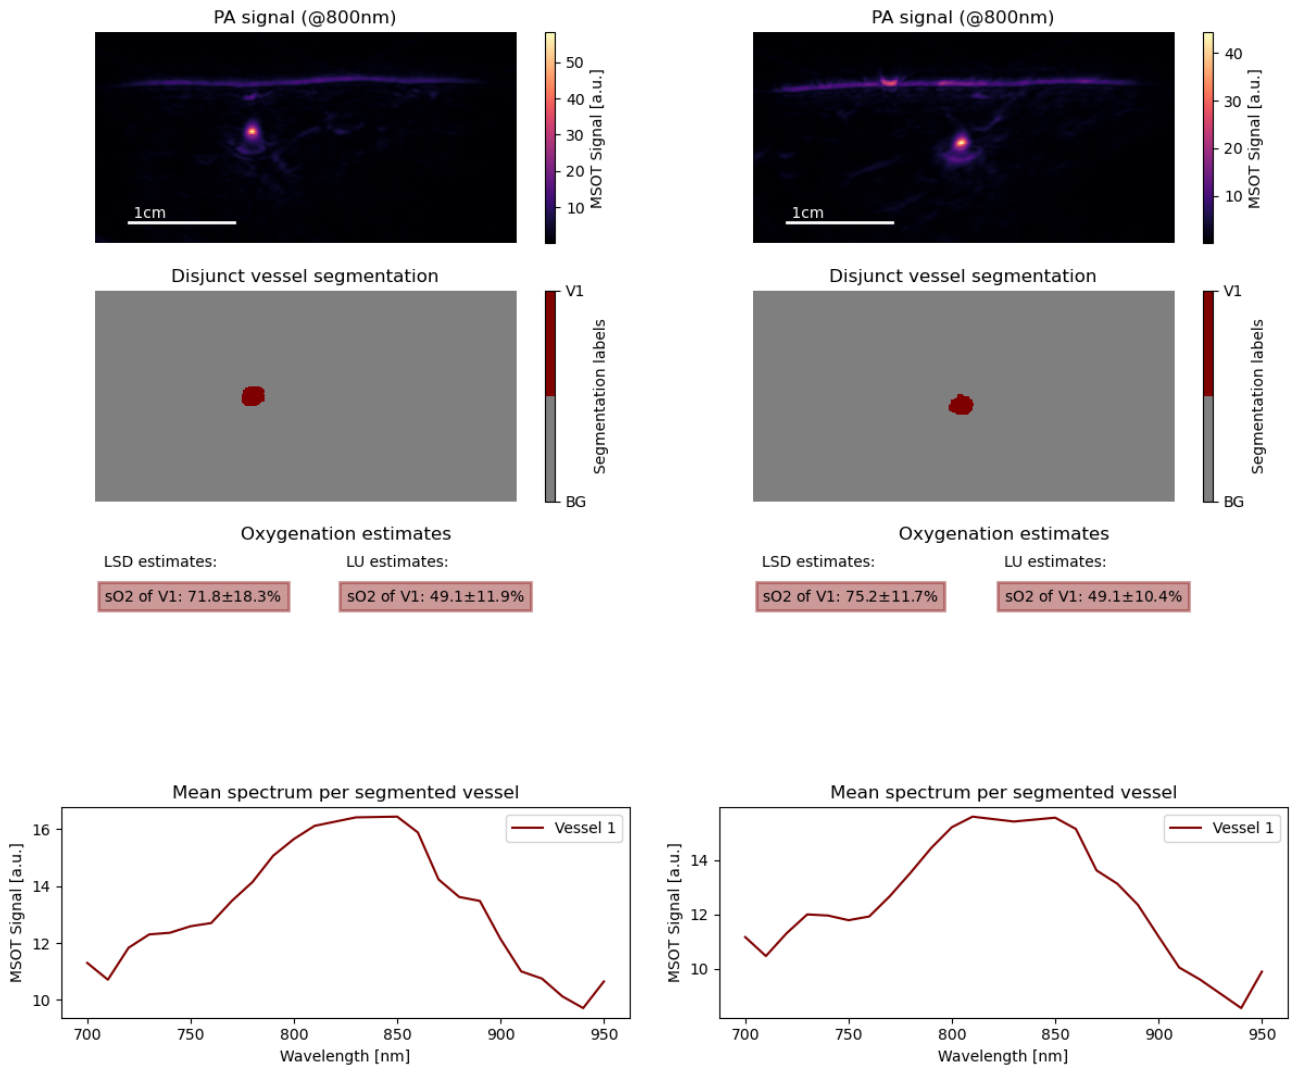 PA signal (@800nm)
50
40
30
20
10
MSOT Signal [a.u.]
1cm
Disjunct vessel segmentation
V1
BG
Segmentation labels
Oxygenation estimates
LSD estimates:
LU estimates:
sO2 of V1: 71.8±18.3%
sO2 of V1: 49.1±11.9%
Mean spectrum per segmented vessel
Vessel 1
16
14
12
10
MSOT Signal [a.u.]
700
750
800
850
900
950
Wavelength [nm]
PA signal (@800nm)
40
30
20
10
MSOT Signal [a.u.]
1cm
Disjunct vessel segmentation
V1
BG
Segmentation labels
Oxygenation estimates
LSD estimates:
LU estimates:
sO2 of V1: 75.2±11.7%
sO2 of V1: 49.1±10.4%
Mean spectrum per segmented vessel
Vessel 1
14
12
10
MSOT Signal [a.u.]
700
750
800
850
900
950
Wavelength [nm]